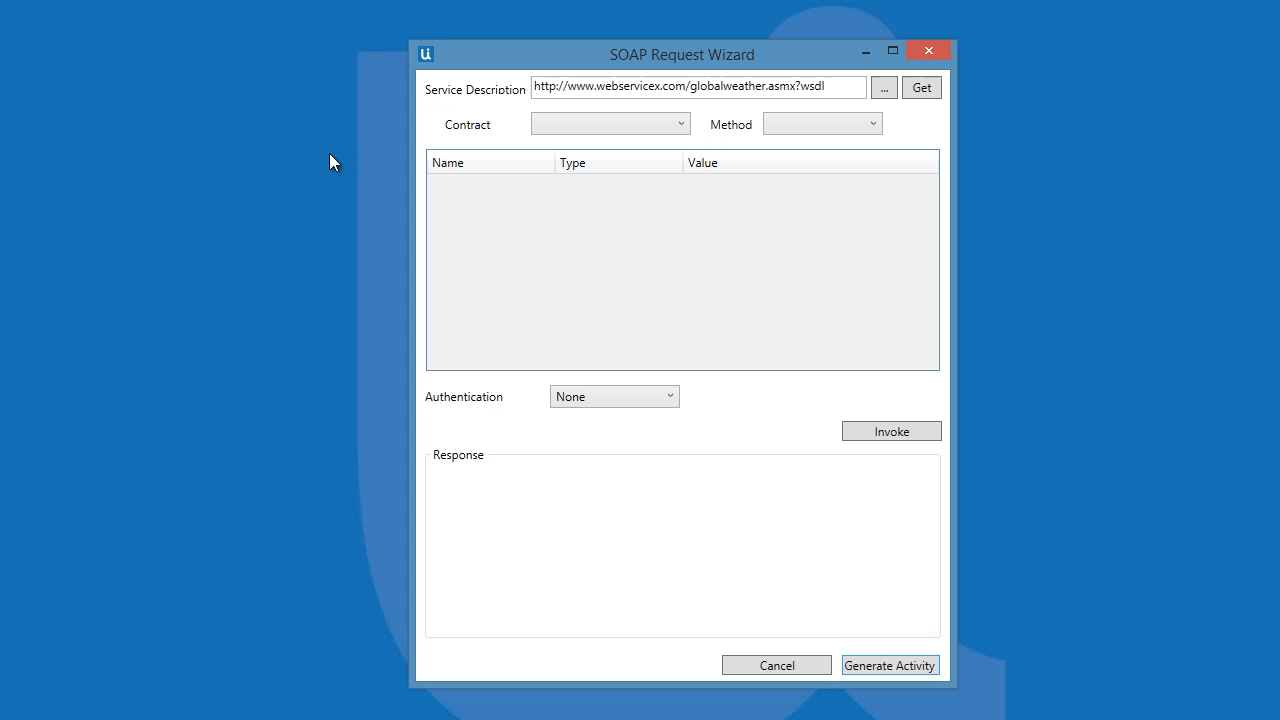 SOAP Request Wizard
Service Description http://www.webservicex.com/globalweather.asmx?wsdl ... Get
Contract Method
Name Type Value
Authentication None
Invoke
Response
Cancel Generate Activity